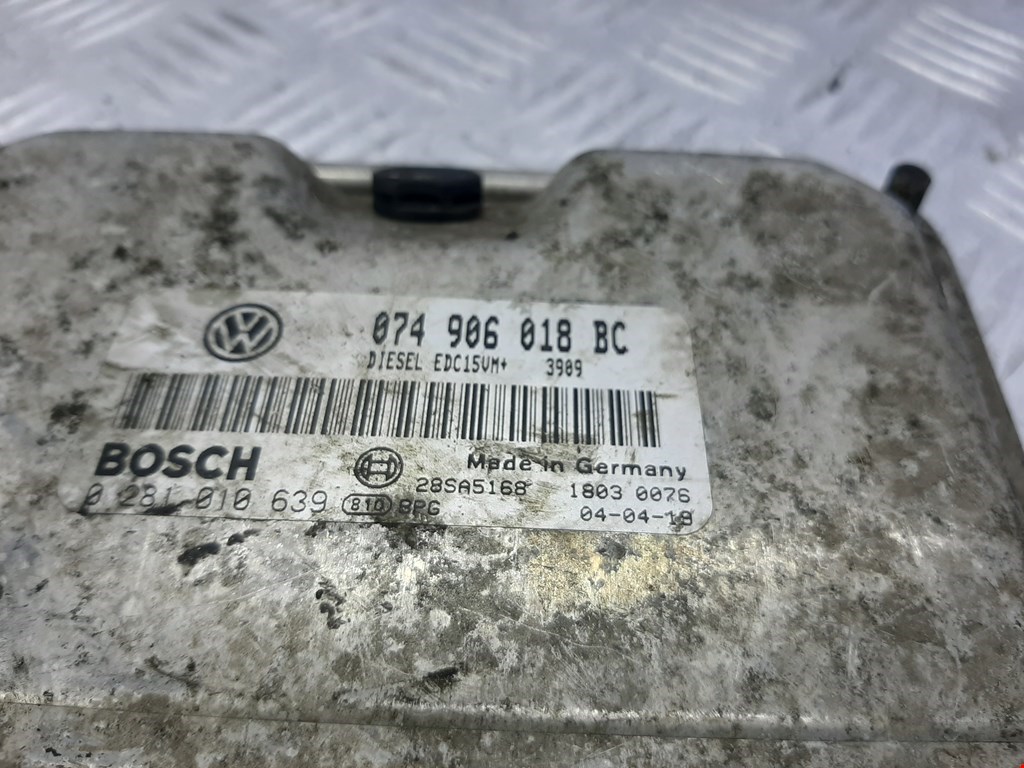 074 906 018 BC
DIESEL EDC15VM+ 3909
BOSCH Made in Germany
28SA5168 1803 0076
0 281 010 639 810 8PG 04-04-19